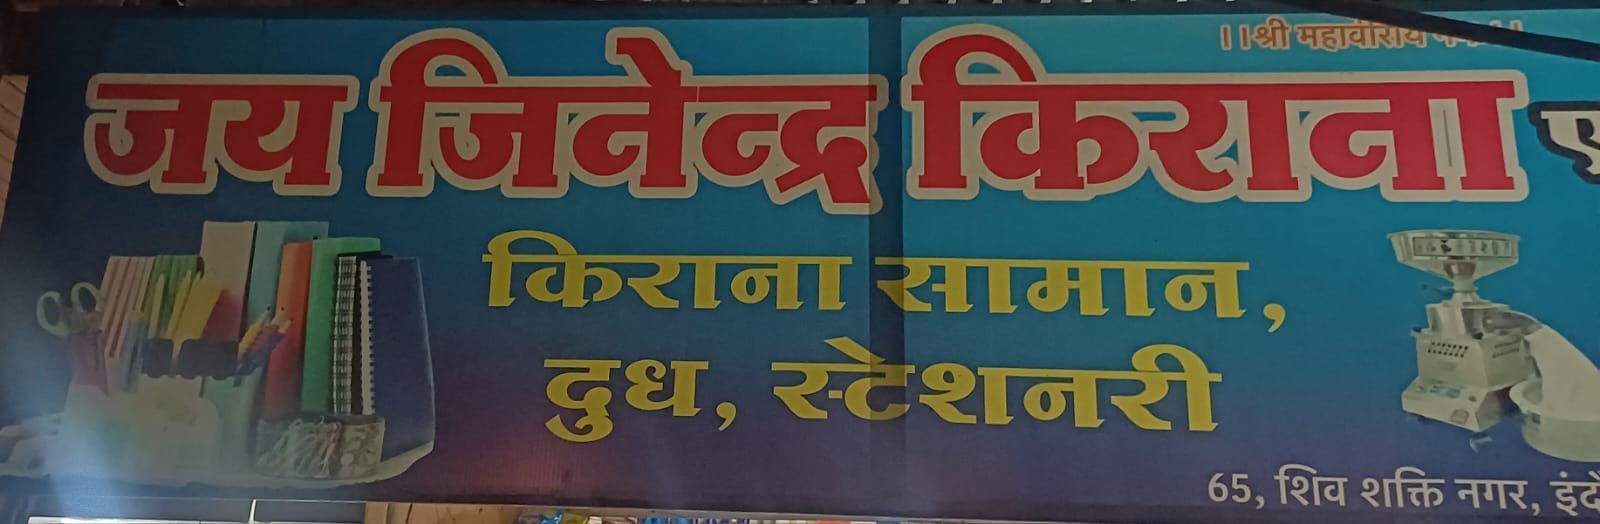 ।।श्री महावीराय
जय जिनेन्द्र किराना
किराना सामान,
दुध, स्टेशनरी
65, शिव शक्ति नगर,